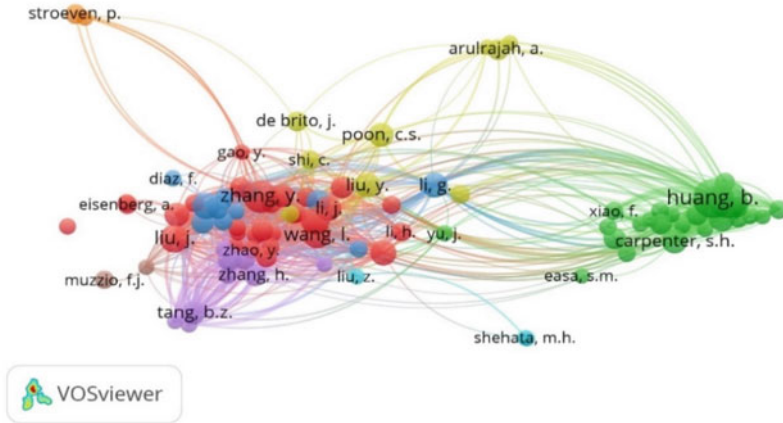 stroeven, p.
arulrajah, a.
de brito, j.
poon, c.s.
gao, y.
shi, c.
diaz, f.
zhang, y.
liu, y.
li, g.
huang, b.
eisenberg, a.
li, j.
xiao, f.
liu, j.
wang, l.
li, h.
yu, j.
carpenter, s.h.
zhao, y.
muzzio, f.j.
zhang, h.
liu, z.
easa, s.m.
tang, b.z.
shehata, m.h.
VOSviewer